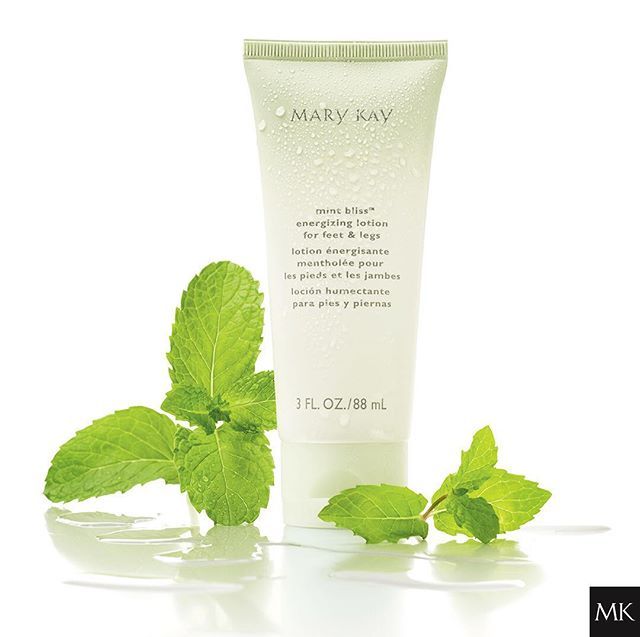 MARY KAY
mint bliss™
energizing lotion
for feet & legs
lotion énergisante
mentholée pour
les pieds et les jambes
loción humectante
para pies y piernas
3 FL. OZ./88 mL
MK